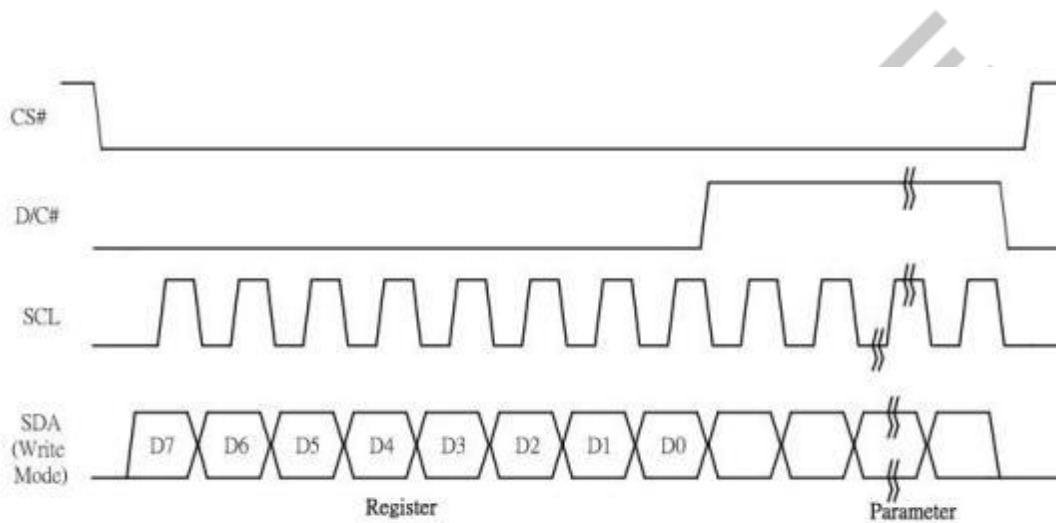 CS#
D/C#
SCL
SDA
(Write
Mode)
D7 D6 D5 D4 D3 D2 D1 D0
Register Parameter